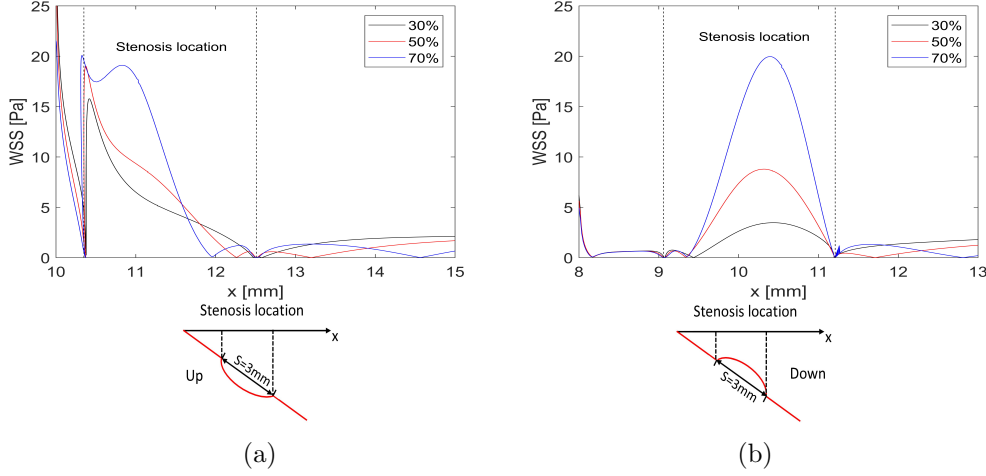 25
20
15
10
5
0
WSS [Pa]
Stenosis location
30%
50%
70%
10
11
12
13
14
15
x [mm]
Stenosis location
x
S=3mm
Up
(a)
25
20
15
10
5
0
WSS [Pa]
Stenosis location
30%
50%
70%
8
9
10
11
12
13
x [mm]
Stenosis location
x
S=3mm
Down
(b)